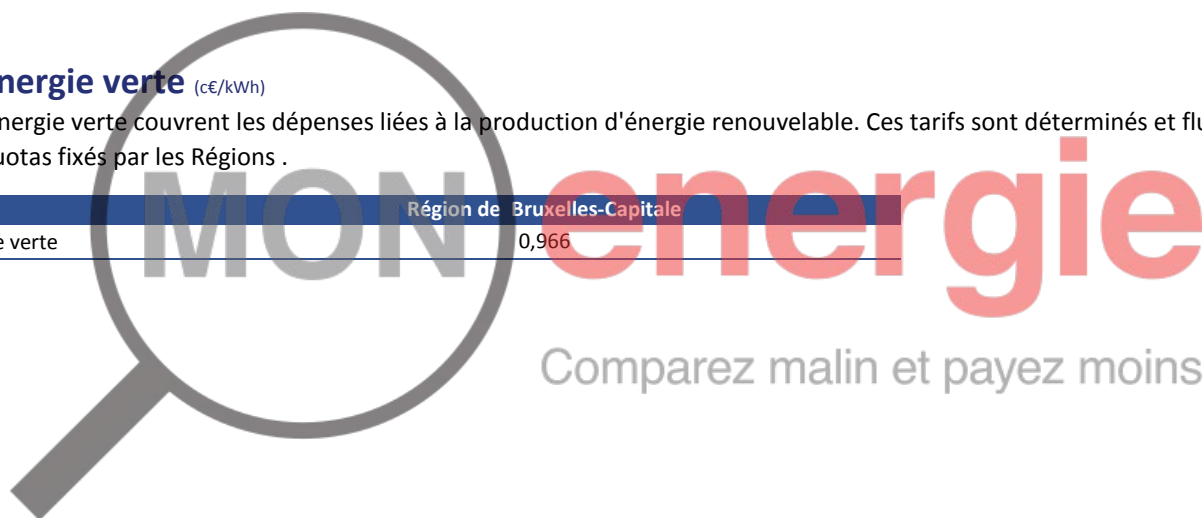 nergie verte (c€/kWh)
nergie verte couvrent les dépenses liées à la production d'énergie renouvelable. Ces tarifs sont déterminés et flu
uotas fixés par les Régions .
Région de Bruxelles-Capitale
e verte 0,966
MON energie
Comparez malin et payez moins